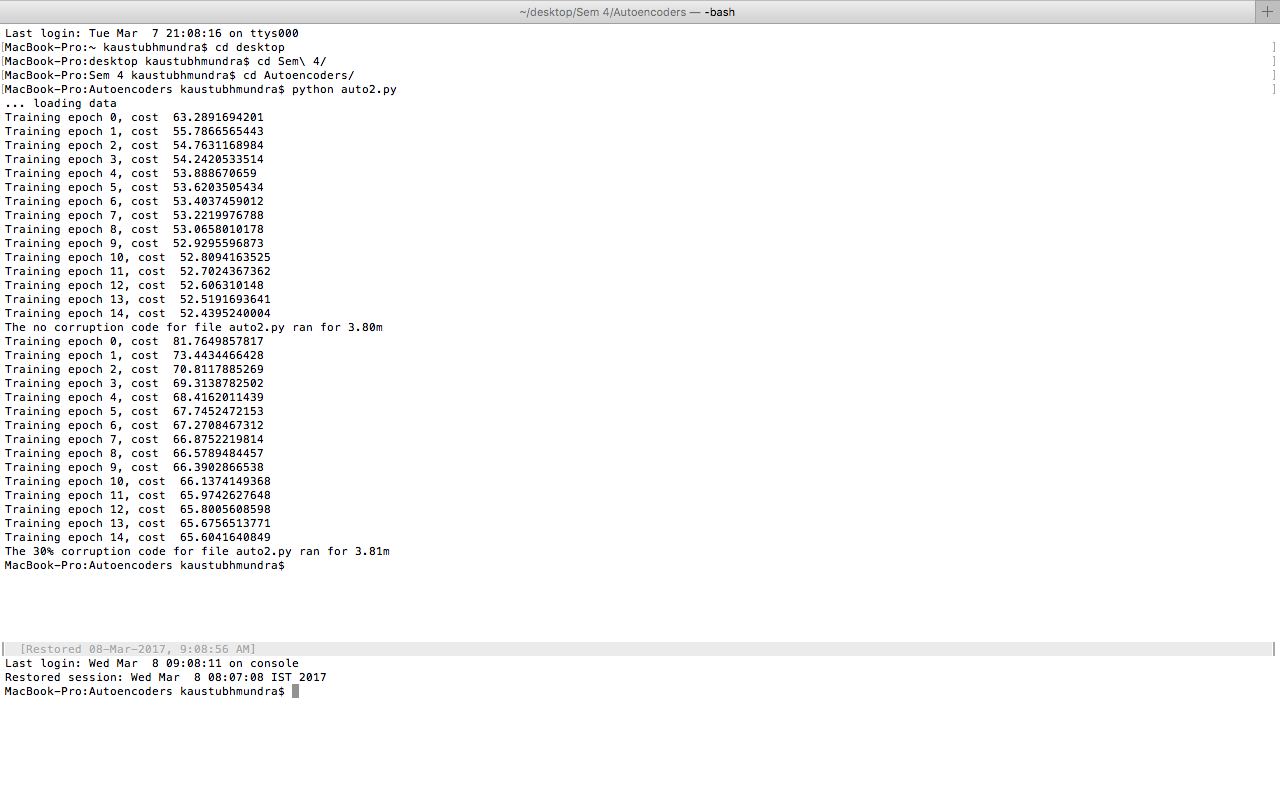 ~/desktop/Sem 4/Autoencoders — -bash
Last login: Tue Mar  7 21:08:16 on ttys000
[MacBook-Pro:~ kaustubhmundra$ cd desktop ]
[MacBook-Pro:desktop kaustubhmundra$ cd Sem\ 4/ ]
[MacBook-Pro:Sem 4 kaustubhmundra$ cd Autoencoders/ ]
[MacBook-Pro:Autoencoders kaustubhmundra$ python auto2.py ]
... loading data
Training epoch 0, cost  63.2891694201
Training epoch 1, cost  55.7866565443
Training epoch 2, cost  54.7631168984
Training epoch 3, cost  54.2420533514
Training epoch 4, cost  53.888670659
Training epoch 5, cost  53.6203505434
Training epoch 6, cost  53.4037459012
Training epoch 7, cost  53.2219976788
Training epoch 8, cost  53.0658010178
Training epoch 9, cost  52.9295596873
Training epoch 10, cost  52.8094163525
Training epoch 11, cost  52.7024367362
Training epoch 12, cost  52.606310148
Training epoch 13, cost  52.5191693641
Training epoch 14, cost  52.4395240004
The no corruption code for file auto2.py ran for 3.80m
Training epoch 0, cost  81.7649857817
Training epoch 1, cost  73.4434466428
Training epoch 2, cost  70.8117885269
Training epoch 3, cost  69.3138782502
Training epoch 4, cost  68.4162011439
Training epoch 5, cost  67.7452472153
Training epoch 6, cost  67.2708467312
Training epoch 7, cost  66.8752219814
Training epoch 8, cost  66.5789484457
Training epoch 9, cost  66.3902866538
Training epoch 10, cost  66.1374149368
Training epoch 11, cost  65.9742627648
Training epoch 12, cost  65.8005608598
Training epoch 13, cost  65.6756513771
Training epoch 14, cost  65.6041640849
The 30% corruption code for file auto2.py ran for 3.81m
MacBook-Pro:Autoencoders kaustubhmundra$
[Restored 08-Mar-2017, 9:08:56 AM]
Last login: Wed Mar  8 09:08:11 on console
Restored session: Wed Mar  8 08:07:08 IST 2017
MacBook-Pro:Autoencoders kaustubhmundra$